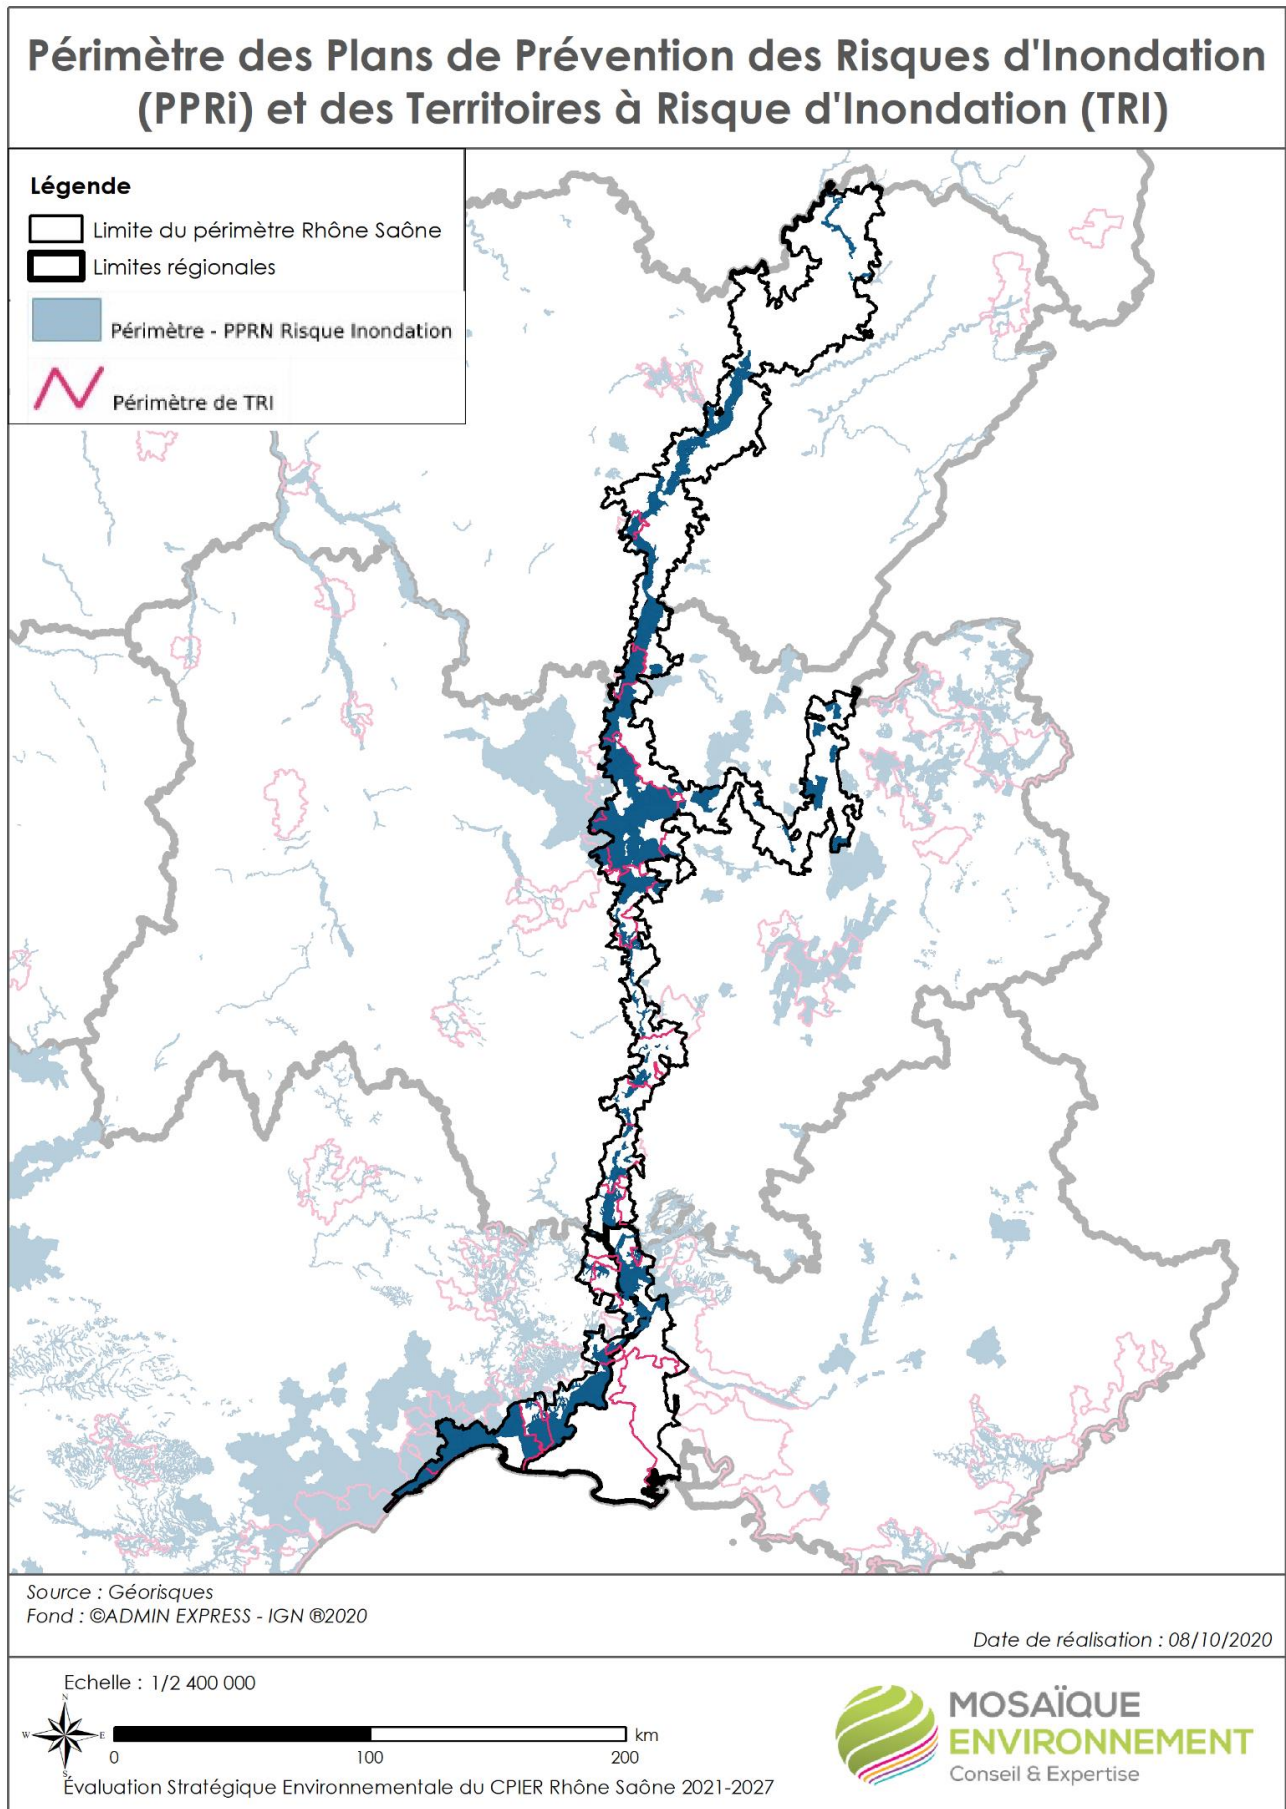 Périmètre des Plans de Prévention des Risques d'Inondation
(PPRi) et des Territoires à Risque d'Inondation (TRI)
Légende
Limite du périmètre Rhône Saône
Limites régionales
Périmètre - PPRN Risque Inondation
Périmètre de TRI
Source : Géorisques
Fond : ©ADMIN EXPRESS - IGN ®2020
Date de réalisation : 08/10/2020
Echelle : 1/2 400 000
N
W E
S
km
0 100 200
Évaluation Stratégique Environnementale du CPIER Rhône Saône 2021-2027
MOSAÏQUE
ENVIRONNEMENT
Conseil & Expertise